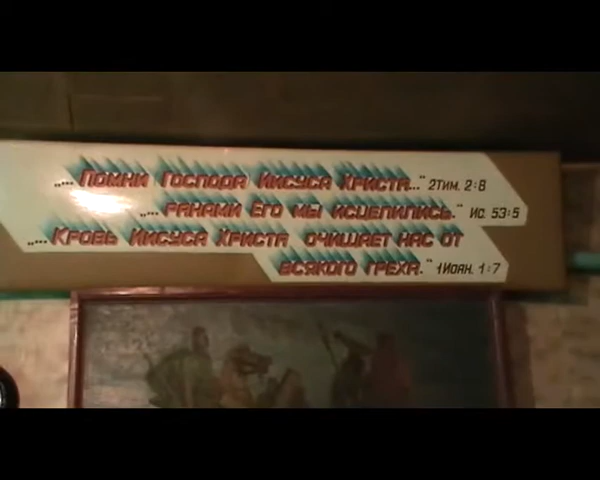 „... Помни Господа Иисуса Христа..." 2Тим. 2:8
„... ранами Его мы исцелились." Ис. 53:5
„... Кровь Иисуса Христа очищает нас от
всякого греха." 1Иоан. 1:7